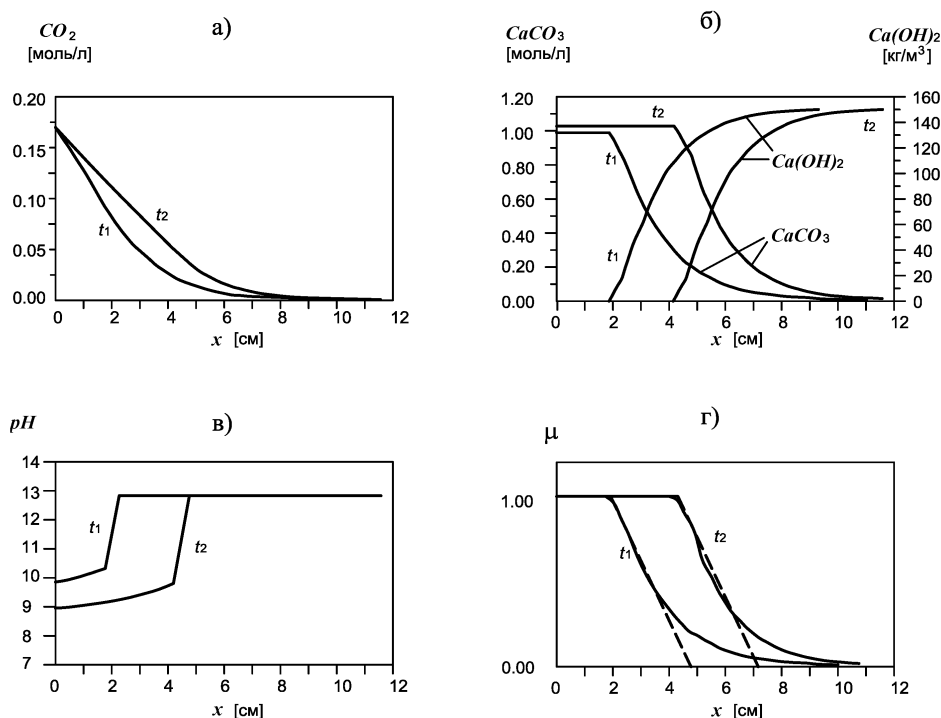 а)
CO2
[моль/л]
0.20
0.15
0.10
0.05
0.00
t1
t2
0 2 4 6 8 10 12
x [см]
б)
CaCO3
[моль/л]
Ca(OH)2
[кг/м³]
1.20
1.00
0.80
0.60
0.40
0.20
0.00
160
140
120
100
80
60
40
20
0
t2
t2
t1
t1
Ca(OH)2
CaCO3
0 2 4 6 8 10 12
x [см]
в)
pH
14
13
12
11
10
9
8
7
t1
t2
0 2 4 6 8 10 12
x [см]
г)
μ
1.00
0.00
t1
t2
0 2 4 6 8 10 12
x [см]